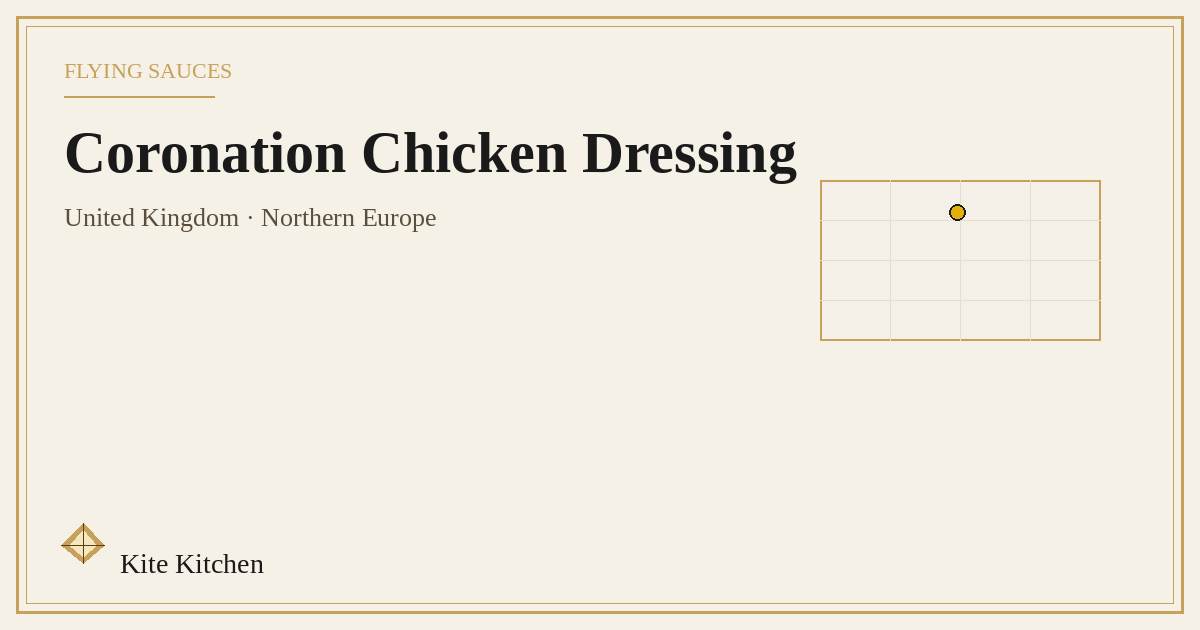 FLYING SAUCES
Coronation Chicken Dressing
United Kingdom · Northern Europe
Kite Kitchen